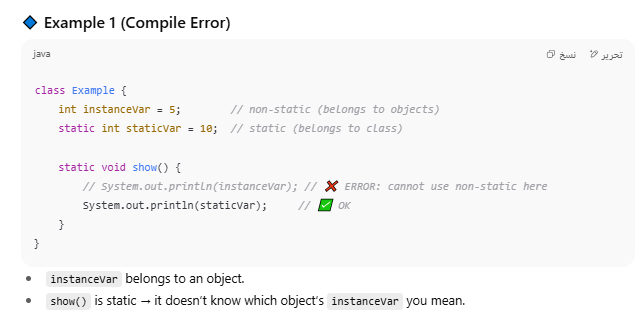 🔷 Example 1 (Compile Error)
java نسخ تحرير
class Example {
    int instanceVar = 5;        // non-static (belongs to objects)
    static int staticVar = 10;  // static (belongs to class)
    static void show() {
        // System.out.println(instanceVar); // ❌ ERROR: cannot use non-static here
        System.out.println(staticVar);     // ✅ OK
    }
}
• instanceVar belongs to an object.
• show() is static → it doesn't know which object's instanceVar you mean.